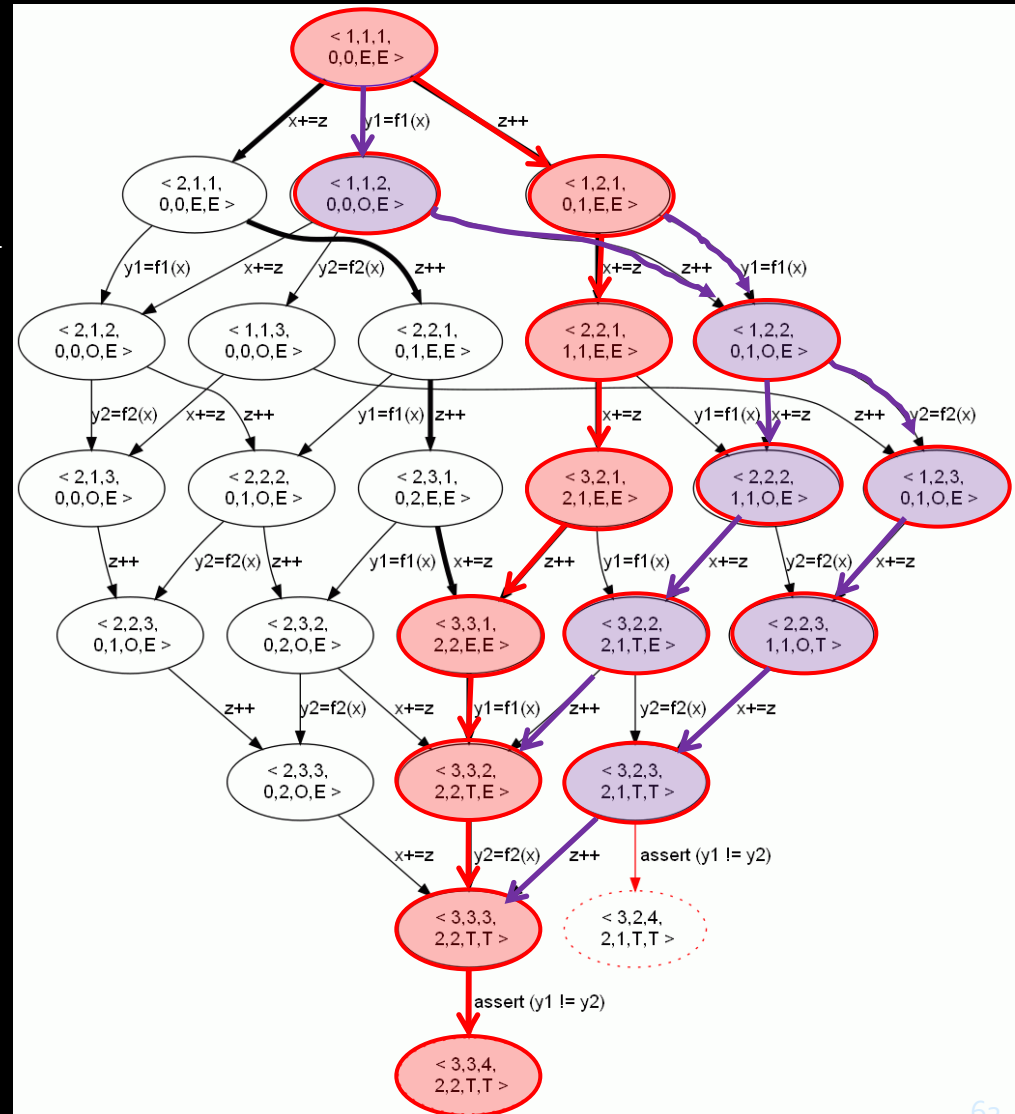 < 1,1,1,
0,0,E,E >
x+=z
y1=f1(x)
z++
< 2,1,1,
0,0,E,E >
< 1,1,2,
0,0,O,E >
< 1,2,1,
0,1,E,E >
y1=f1(x)
x+=z
y2=f2(x)
z++
x+=z
z++
y1=f1(x)
< 2,1,2,
0,0,O,E >
< 1,1,3,
0,0,O,E >
< 2,2,1,
0,1,E,E >
< 2,2,1,
1,1,E,E >
< 1,2,2,
0,1,O,E >
y2=f2(x)
x+=z
z++
y1=f1(x)
z++
x+=z
y1=f1(x)
x+=z
z++
y2=f2(x)
< 2,1,3,
0,0,O,E >
< 2,2,2,
0,1,O,E >
< 2,3,1,
0,2,E,E >
< 3,2,1,
2,1,E,E >
< 2,2,2,
1,1,O,E >
< 1,2,3,
0,1,O,E >
z++
y2=f2(x)
z++
y1=f1(x)
x+=z
z++
y1=f1(x)
x+=z
y2=f2(x)
x+=z
< 2,2,3,
0,1,O,E >
< 2,3,2,
0,2,O,E >
< 3,3,1,
2,2,E,E >
< 3,2,2,
2,1,T,E >
< 2,2,3,
1,1,O,T >
z++
y2=f2(x)
x+=z
y1=f1(x)
z++
y2=f2(x)
x+=z
< 2,3,3,
0,2,O,E >
< 3,3,2,
2,2,T,E >
< 3,2,3,
2,1,T,T >
x+=z
y2=f2(x)
z++
assert (y1 != y2)
< 3,3,3,
2,2,T,T >
< 3,2,4,
2,1,T,T >
assert (y1 != y2)
< 3,3,4,
2,2,T,T >